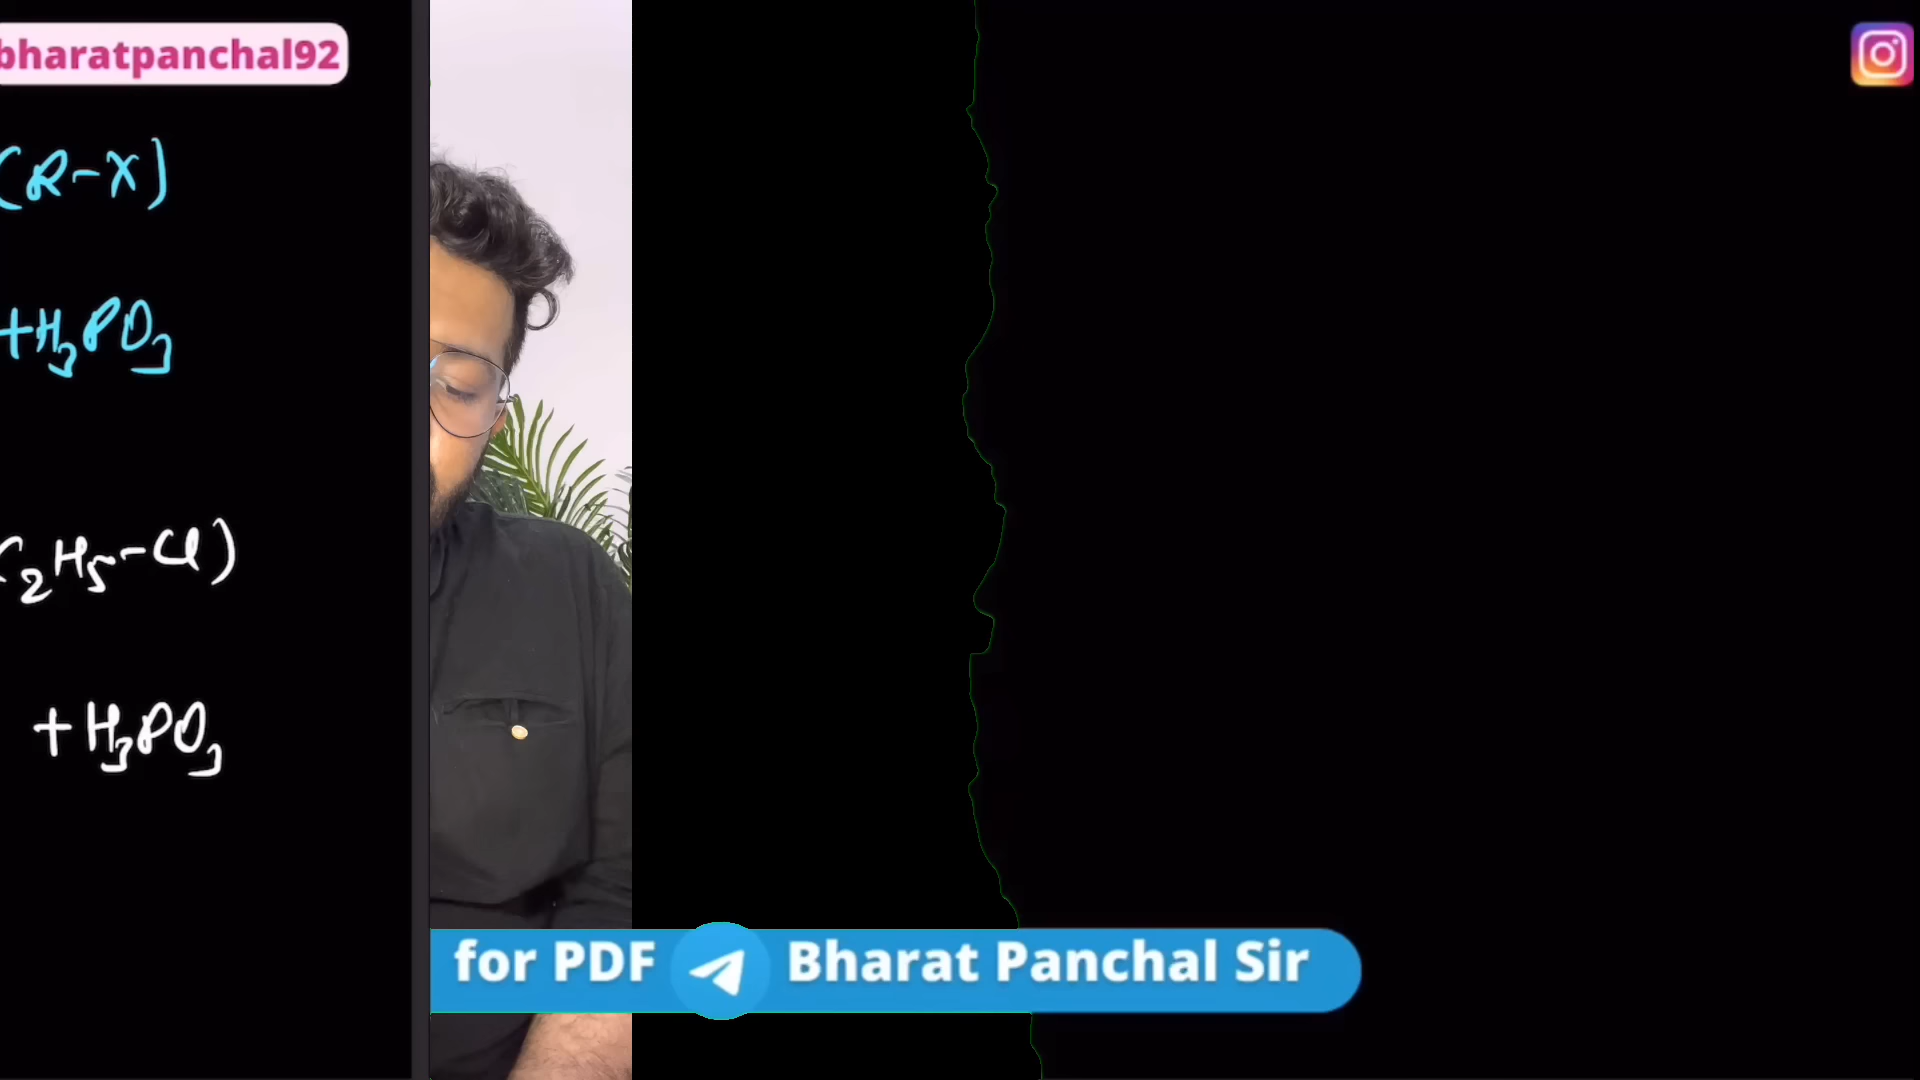 bharatpanchal92
(R-X)
+H₃PO₃
C₂H₅-Cl)
+H₃PO₃
for PDF Bharat Panchal Sir